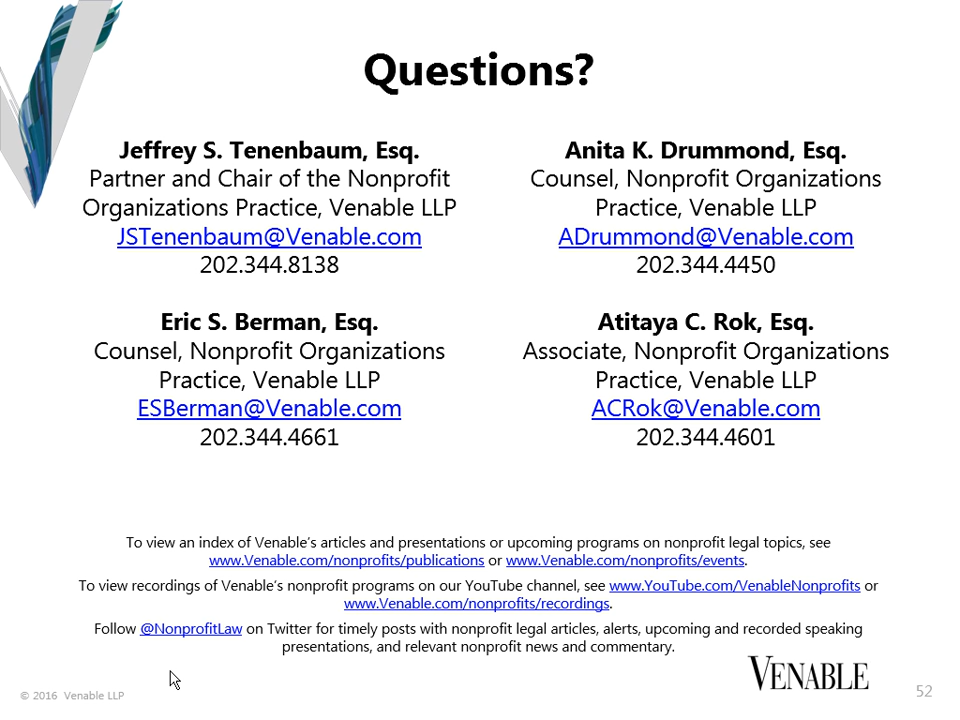 Questions?
Jeffrey S. Tenenbaum, Esq.
Partner and Chair of the Nonprofit
Organizations Practice, Venable LLP
JSTenenbaum@Venable.com
202.344.8138
Anita K. Drummond, Esq.
Counsel, Nonprofit Organizations
Practice, Venable LLP
ADrummond@Venable.com
202.344.4450
Eric S. Berman, Esq.
Counsel, Nonprofit Organizations
Practice, Venable LLP
ESBerman@Venable.com
202.344.4661
Atitaya C. Rok, Esq.
Associate, Nonprofit Organizations
Practice, Venable LLP
ACRok@Venable.com
202.344.4601
To view an index of Venable's articles and presentations or upcoming programs on nonprofit legal topics, see
www.Venable.com/nonprofits/publications or www.Venable.com/nonprofits/events.
To view recordings of Venable's nonprofit programs on our YouTube channel, see www.YouTube.com/VenableNonprofits or
www.Venable.com/nonprofits/recordings.
Follow @NonprofitLaw on Twitter for timely posts with nonprofit legal articles, alerts, upcoming and recorded speaking
presentations, and relevant nonprofit news and commentary.
© 2016 Venable LLP
VENABLE
52